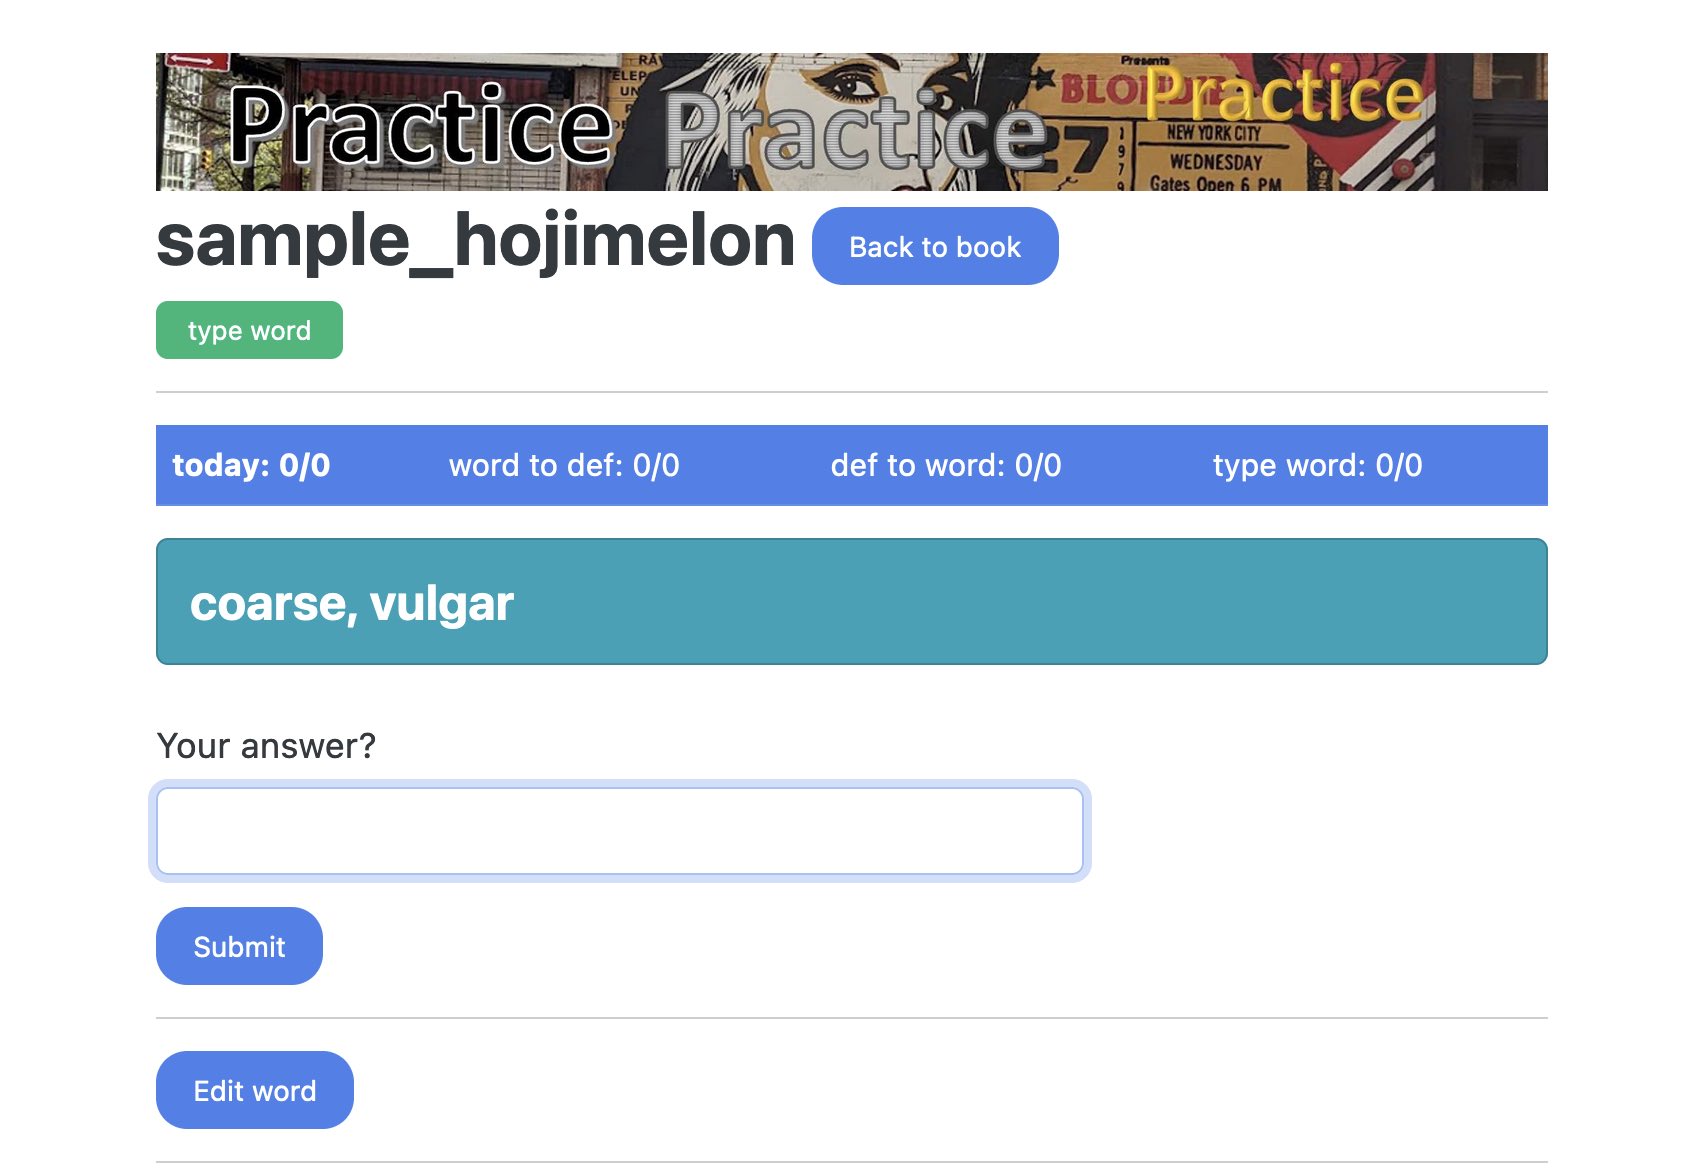 Practice Practice Practice
Presents
BLONDIE
NEW YORK CITY
WEDNESDAY
Gates Open 6 PM
1979
sample_hojimelon Back to book
type word
today: 0/0 word to def: 0/0 def to word: 0/0 type word: 0/0
coarse, vulgar
Your answer?
Submit
Edit word